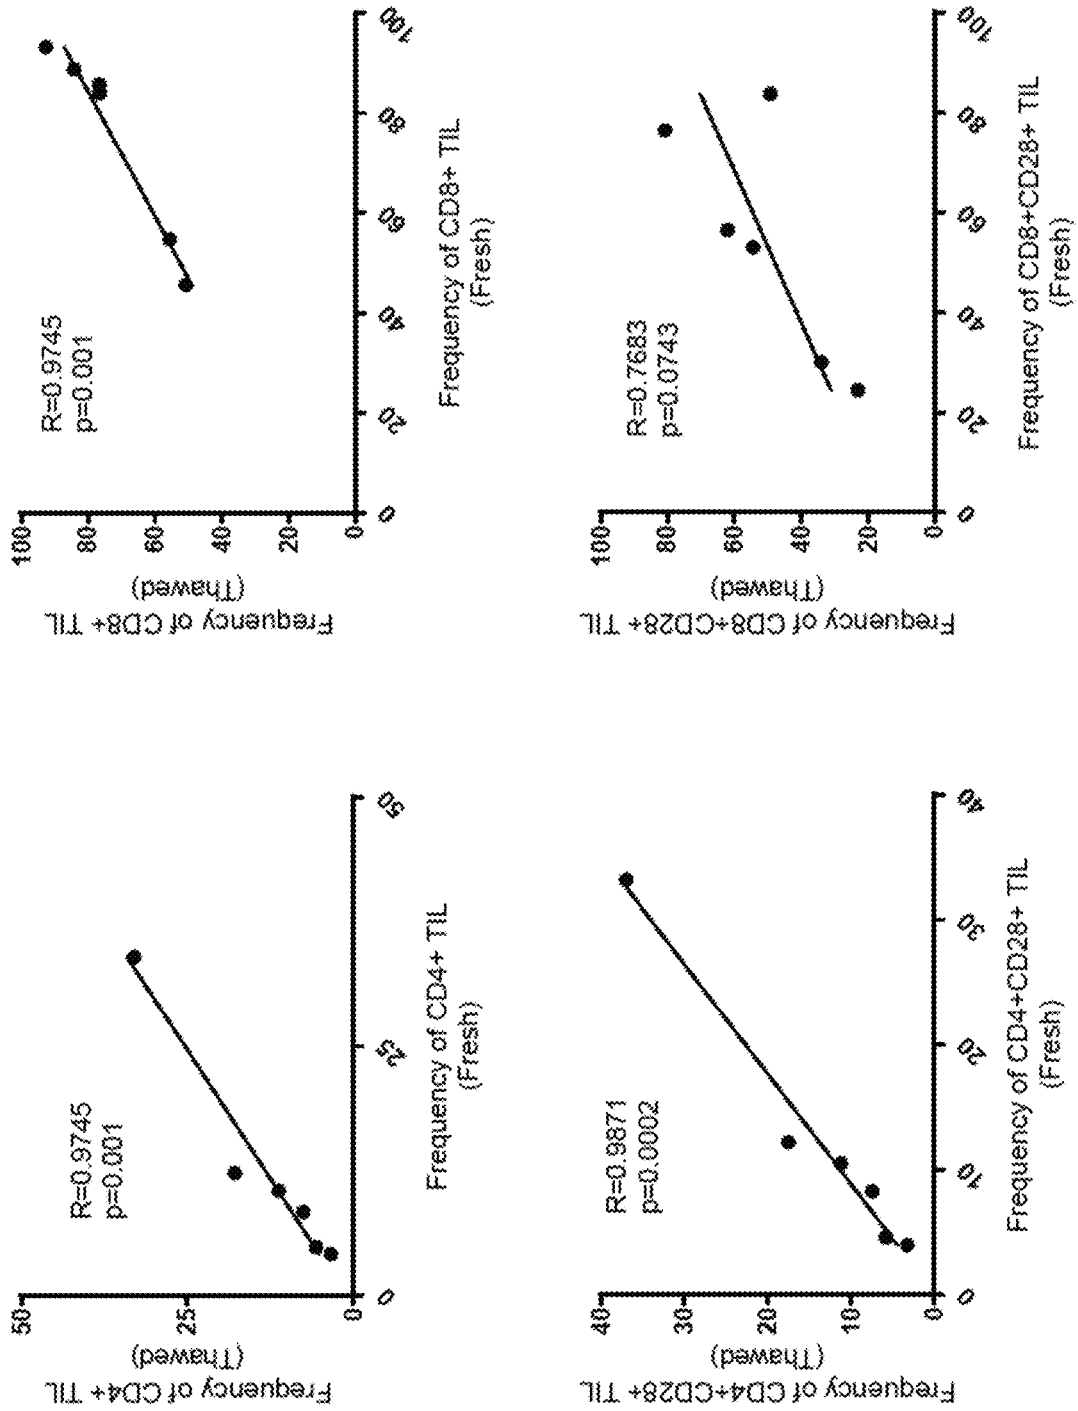 Frequency of CD4+ TIL
(Thawed)
50
25
0
R=0.9745
p=0.001
0
25
50
Frequency of CD4+ TIL
(Fresh)
Frequency of CD8+ TIL
(Thawed)
100
80
60
40
20
0
R=0.9745
p=0.001
0
20
40
60
80
100
Frequency of CD8+ TIL
(Fresh)
Frequency of CD4+CD28+ TIL
(Thawed)
40
30
20
10
0
R=0.9871
p=0.0002
0
10
20
30
40
Frequency of CD4+CD28+ TIL
(Fresh)
Frequency of CD8+CD28+ TIL
(Thawed)
100
80
60
40
20
0
R=0.7683
p=0.0743
0
20
40
60
80
100
Frequency of CD8+CD28+ TIL
(Fresh)